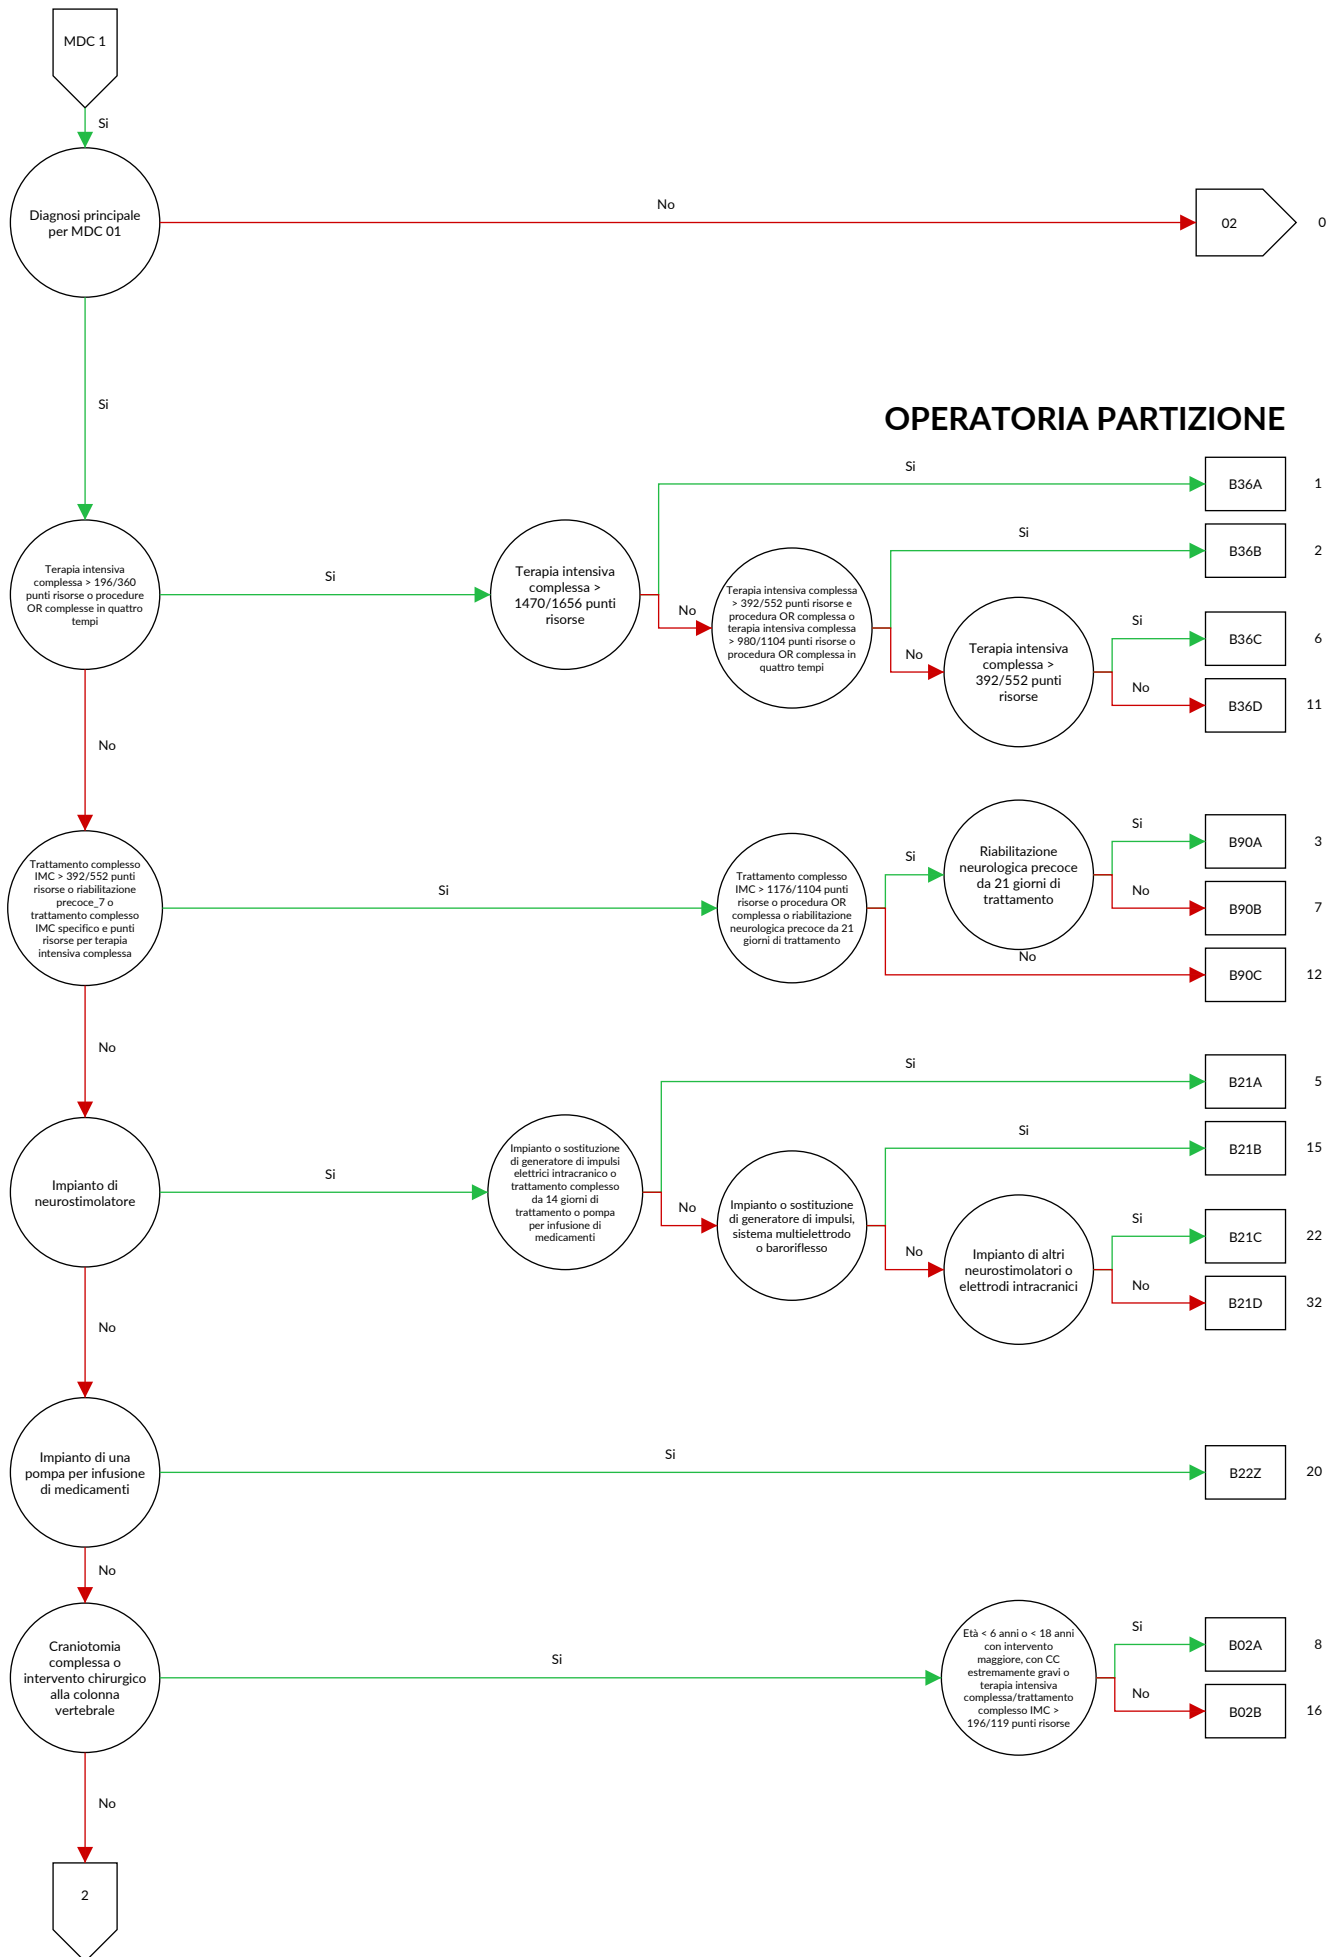 MDC 1
Si
Diagnosi principale
per MDC 01
No
02
0
Si
OPERATORIA PARTIZIONE
Terapia intensiva
complessa > 196/360
punti risorse o procedure
OR complesse in quattro
tempi
Si
Terapia intensiva
complessa >
1470/1656 punti
risorse
Si
B36A
1
No
Terapia intensiva complessa
> 392/552 punti risorse e
procedura OR complessa o
terapia intensiva complessa
> 980/1104 punti risorse o
procedura OR complessa in
quattro tempi
Si
B36B
2
No
Terapia intensiva
complessa >
392/552 punti
risorse
Si
B36C
6
No
B36D
11
No
Trattamento complesso
IMC > 392/552 punti
risorse o riabilitazione
precoce_7 o
trattamento complesso
IMC specifico e punti
risorse per terapia
intensiva complessa
Si
Trattamento complesso
IMC > 1176/1104 punti
risorse o procedura OR
complessa o riabilitazione
neurologica precoce da 21
giorni di trattamento
Si
Riabilitazione
neurologica precoce
da 21 giorni di
trattamento
Si
B90A
3
No
B90B
7
No
B90C
12
No
Impianto di
neurostimolatore
Si
Impianto o sostituzione
di generatore di impulsi
elettrici intracranico o
trattamento complesso
da 14 giorni di
trattamento o pompa
per infusione di
medicamenti
Si
B21A
5
No
Impianto o sostituzione
di generatore di impulsi,
sistema multielettrodo
o baroriflesso
Si
B21B
15
No
Impianto di altri
neurostimolatori o
elettrodi intracranici
Si
B21C
22
No
B21D
32
No
Impianto di una
pompa per infusione
di medicamenti
Si
B22Z
20
No
Craniotomia
complessa o
intervento chirurgico
alla colonna
vertebrale
Si
Età < 6 anni o < 18 anni
con intervento
maggiore, con CC
estremamente gravi o
terapia intensiva
complessa/trattamento
complesso IMC >
196/119 punti risorse
Si
B02A
8
No
B02B
16
No
2